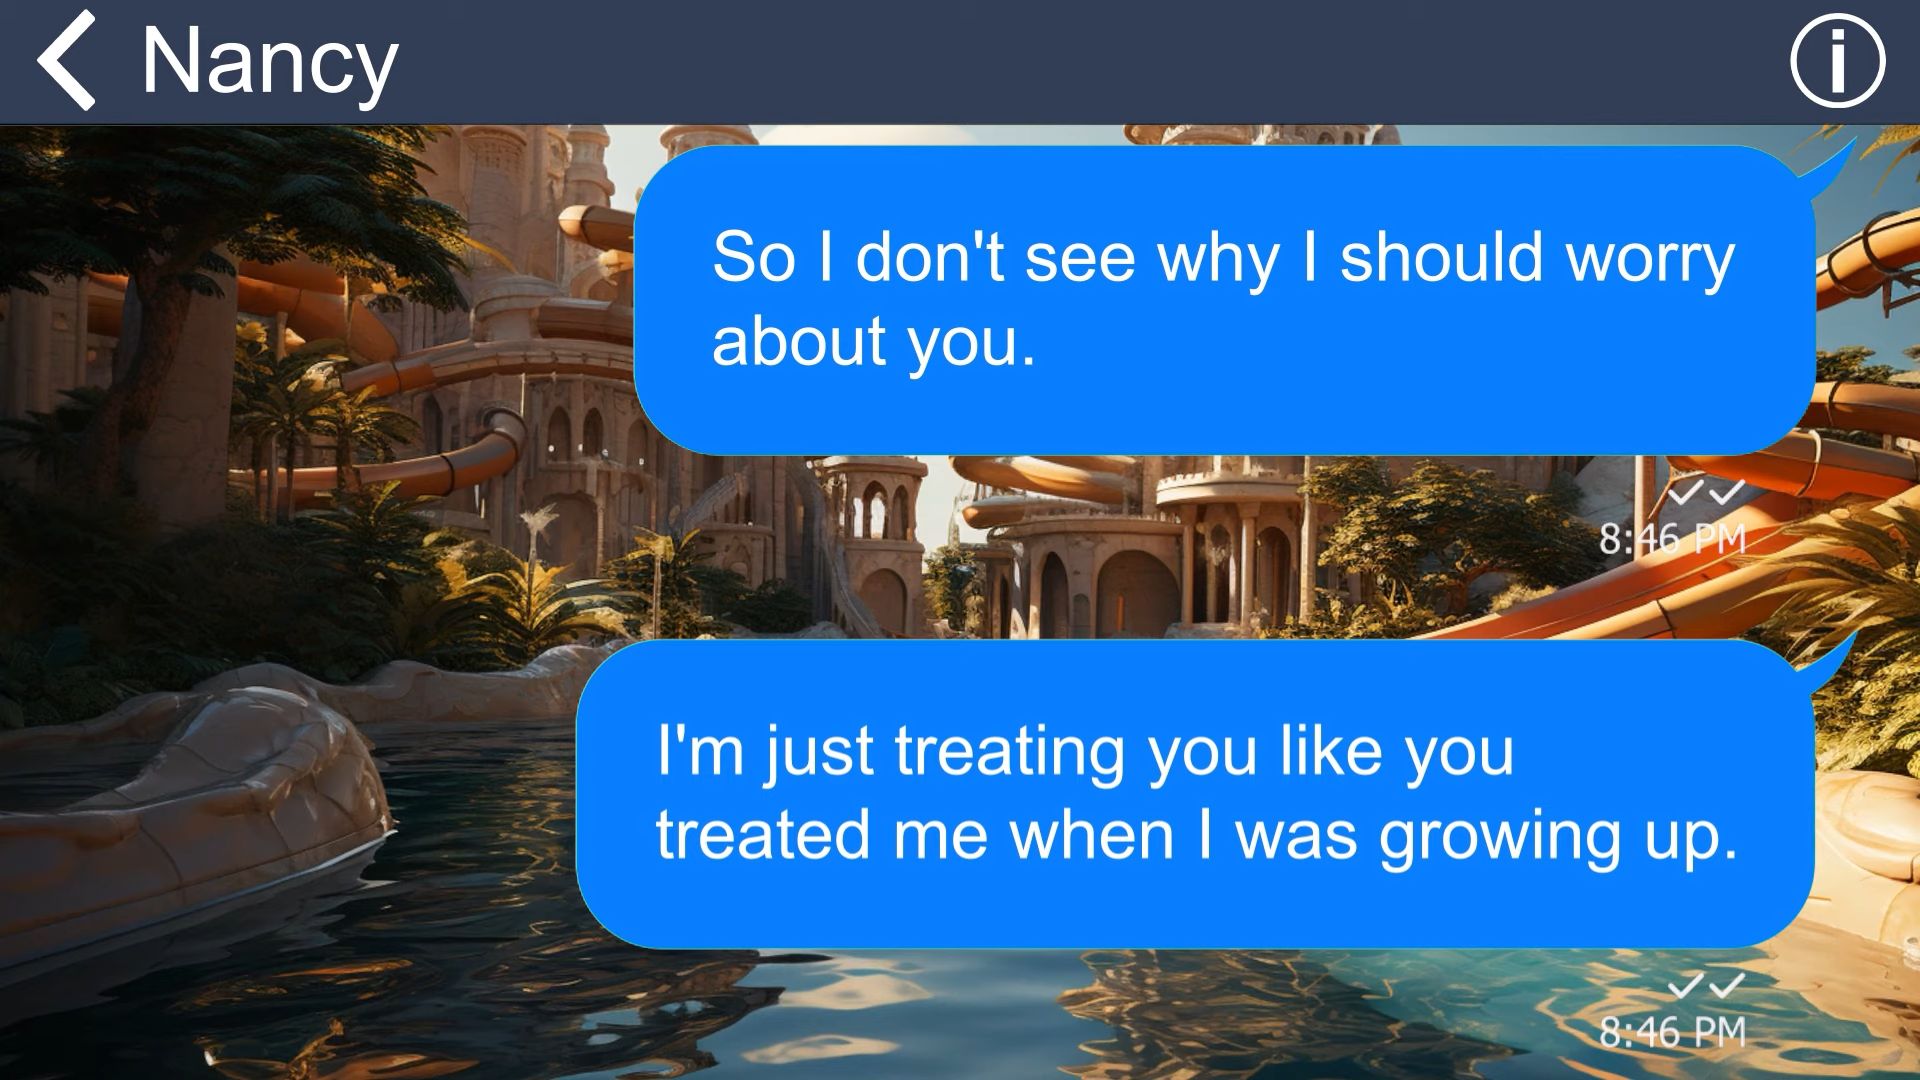 Nancy
So I don't see why I should worry
about you.
8:46 PM
I'm just treating you like you
treated me when I was growing up.
8:46 PM